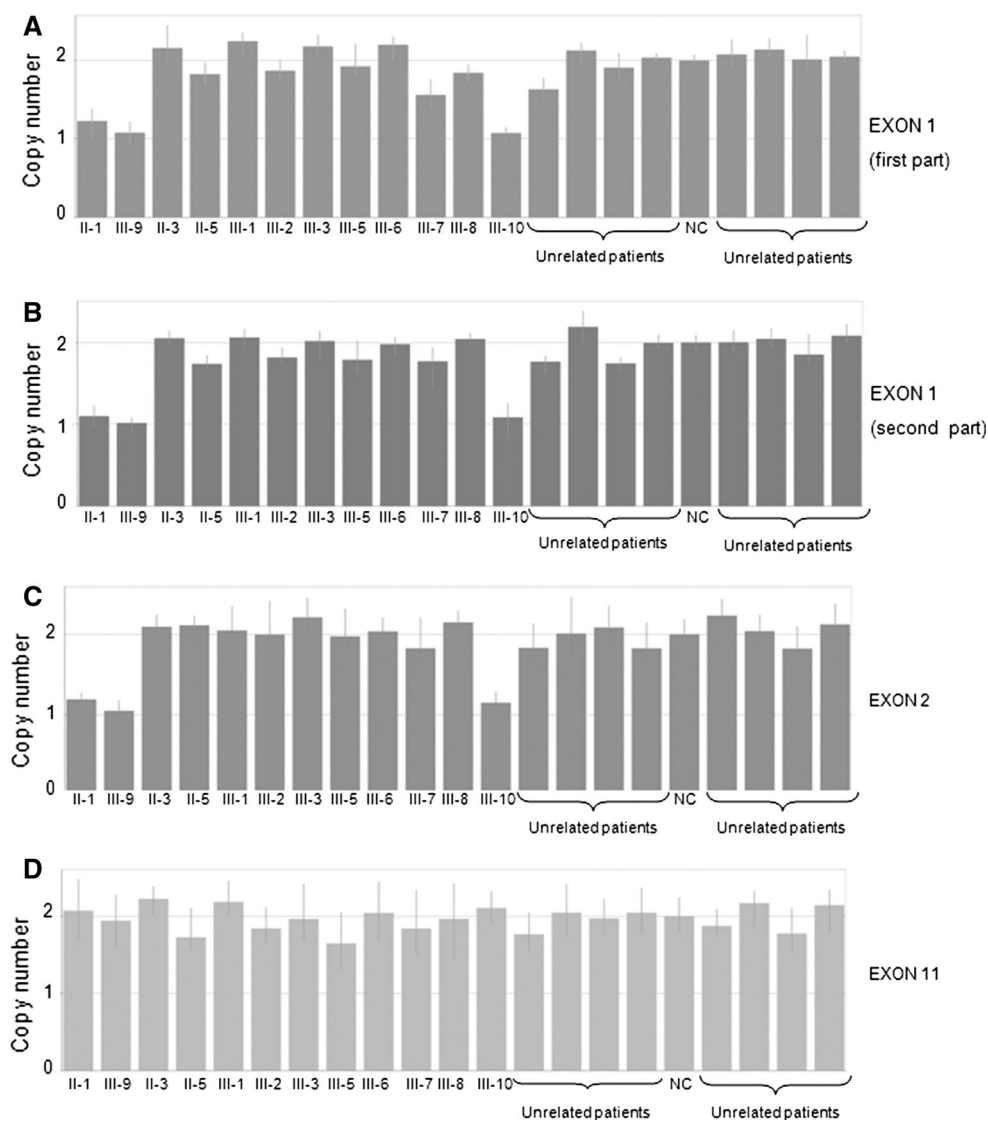 A
Copy number
2
1
0
II-1 III-9 II-3 II-5 III-1 III-2 III-3 III-5 III-6 III-7 III-8 III-10 NC
Unrelated patients Unrelated patients
EXON 1
(first part)
B
Copy number
2
1
0
II-1 III-9 II-3 II-5 III-1 III-2 III-3 III-5 III-6 III-7 III-8 III-10 NC
Unrelated patients Unrelated patients
EXON 1
(second part)
C
Copy number
2
1
0
II-1 III-9 II-3 II-5 III-1 III-2 III-3 III-5 III-6 III-7 III-8 III-10 NC
Unrelated patients Unrelated patients
EXON 2
D
Copy number
2
1
0
II-1 III-9 II-3 II-5 III-1 III-2 III-3 III-5 III-6 III-7 III-8 III-10 NC
Unrelated patients Unrelated patients
EXON 11